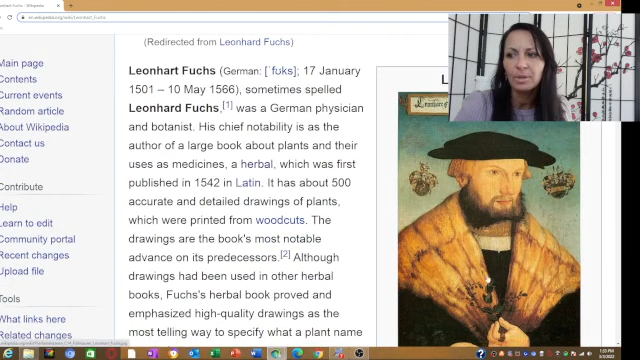 eonhart Fuchs
en.wikipedia.org/wiki/Leonhart_Fuchs
Main page
Contents
Current events
Random article
About Wikipedia
Contact us
Donate
Contribute
Help
Learn to edit
Community portal
Recent changes
Upload file
Tools
What links here
Related changes
(Redirected from Leonhard Fuchs)
Leonhart Fuchs (German: [ˈfʊks]; 17 January
1501 – 10 May 1566), sometimes spelled
Leonhard Fuchs,[1] was a German physician
and botanist. His chief notability is as the
author of a large book about plants and their
uses as medicines, a herbal, which was first
published in 1542 in Latin. It has about 500
accurate and detailed drawings of plants,
which were printed from woodcuts. The
drawings are the book's most notable
advance on its predecessors.[2] Although
drawings had been used in other herbal
books, Fuchs's herbal book proved and
emphasized high-quality drawings as the
most telling way to specify what a plant name
L